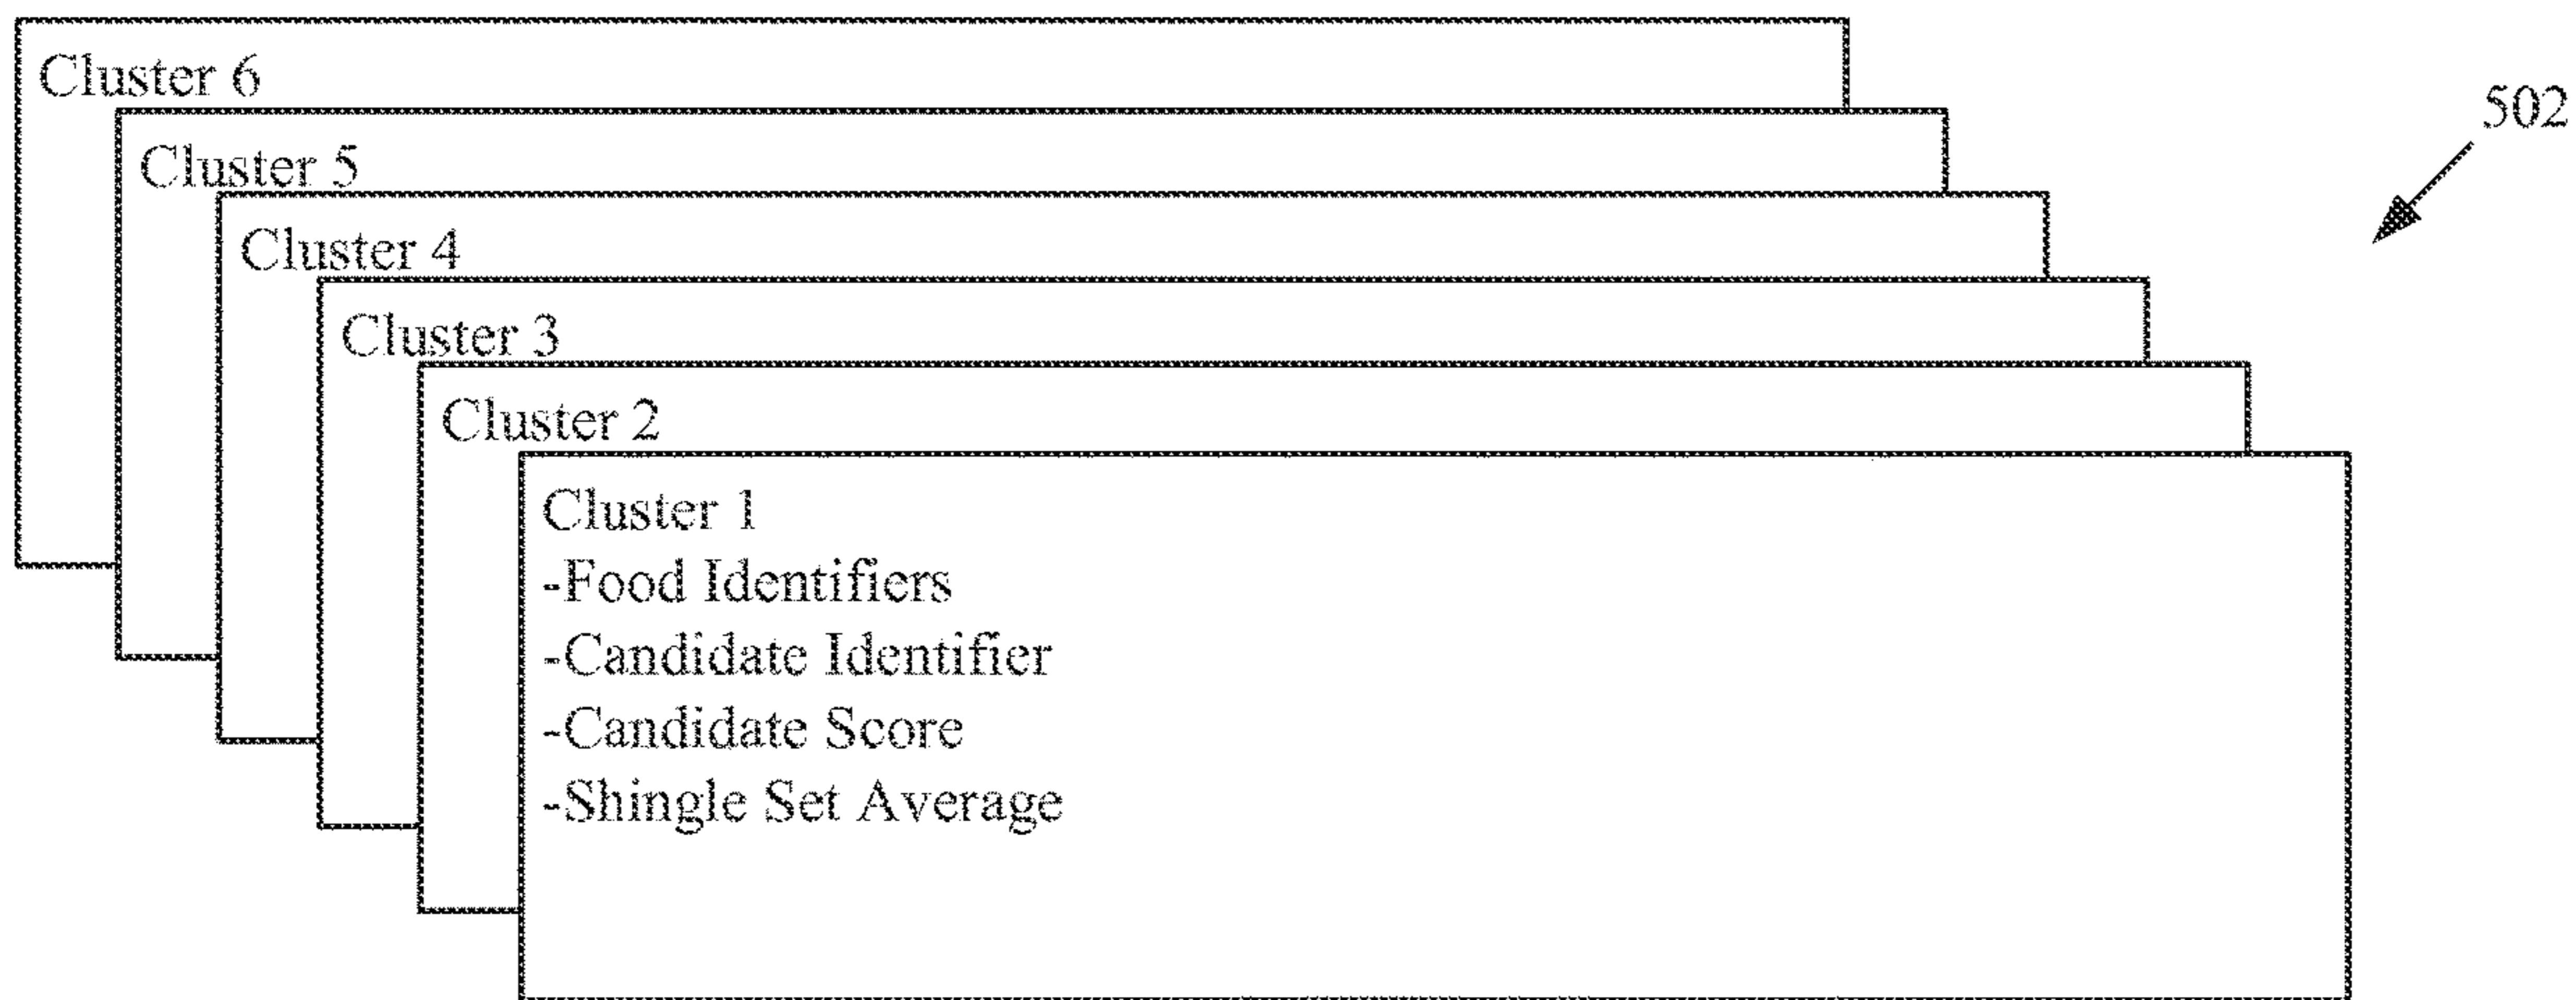 Cluster 6
502
Cluster 5
Cluster 4
Cluster 3
Cluster 2
Cluster 1
-Food Identifiers
-Candidate Identifier
-Candidate Score
-Shingle Set Average